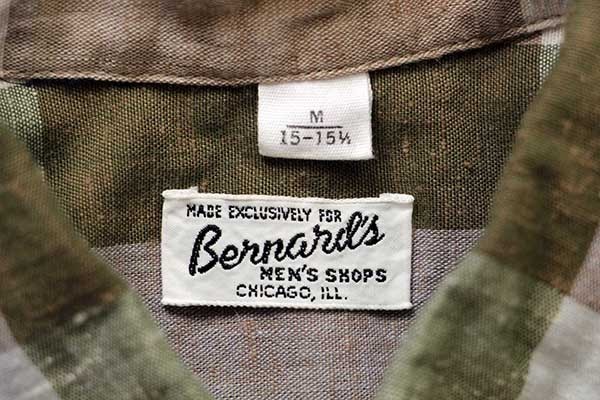 M
15-15½
MADE EXCLUSIVELY FOR
Bernard's
MEN'S SHOPS
CHICAGO, ILL.